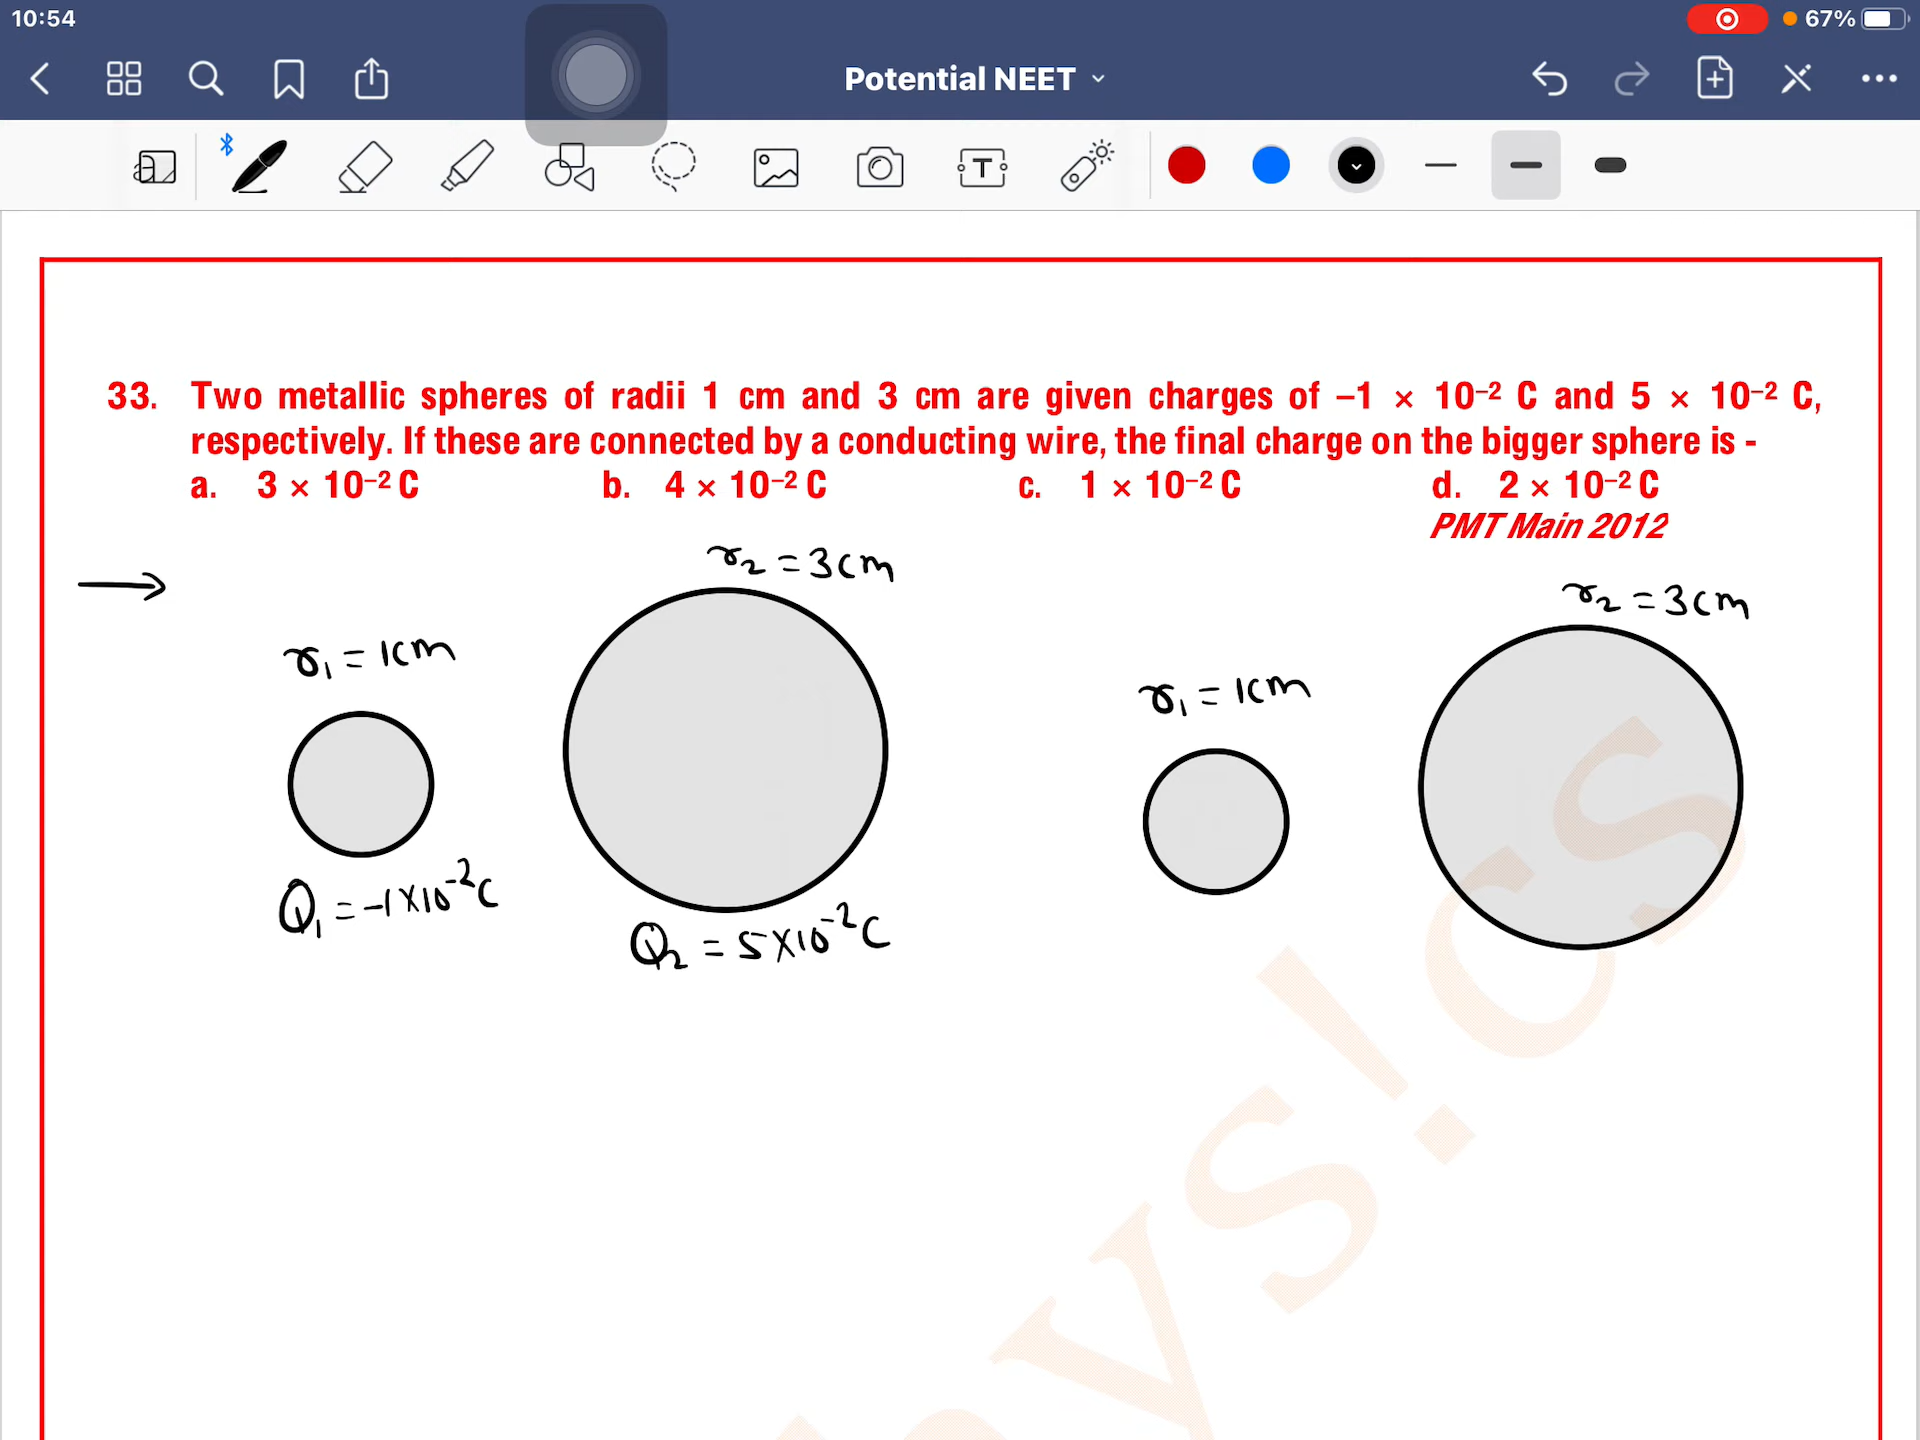 10:54
67%
Potential NEET
33. Two metallic spheres of radii 1 cm and 3 cm are given charges of –1 × 10⁻² C and 5 × 10⁻² C,
respectively. If these are connected by a conducting wire, the final charge on the bigger sphere is -
a. 3 × 10⁻² C b. 4 × 10⁻² C c. 1 × 10⁻² C d. 2 × 10⁻² C
PMT Main 2012
r₂ = 3cm
r₂ = 3cm
r₁ = 1cm
r₁ = 1cm
Q₁ = -1×10⁻²C
Q₂ = 5×10⁻²C